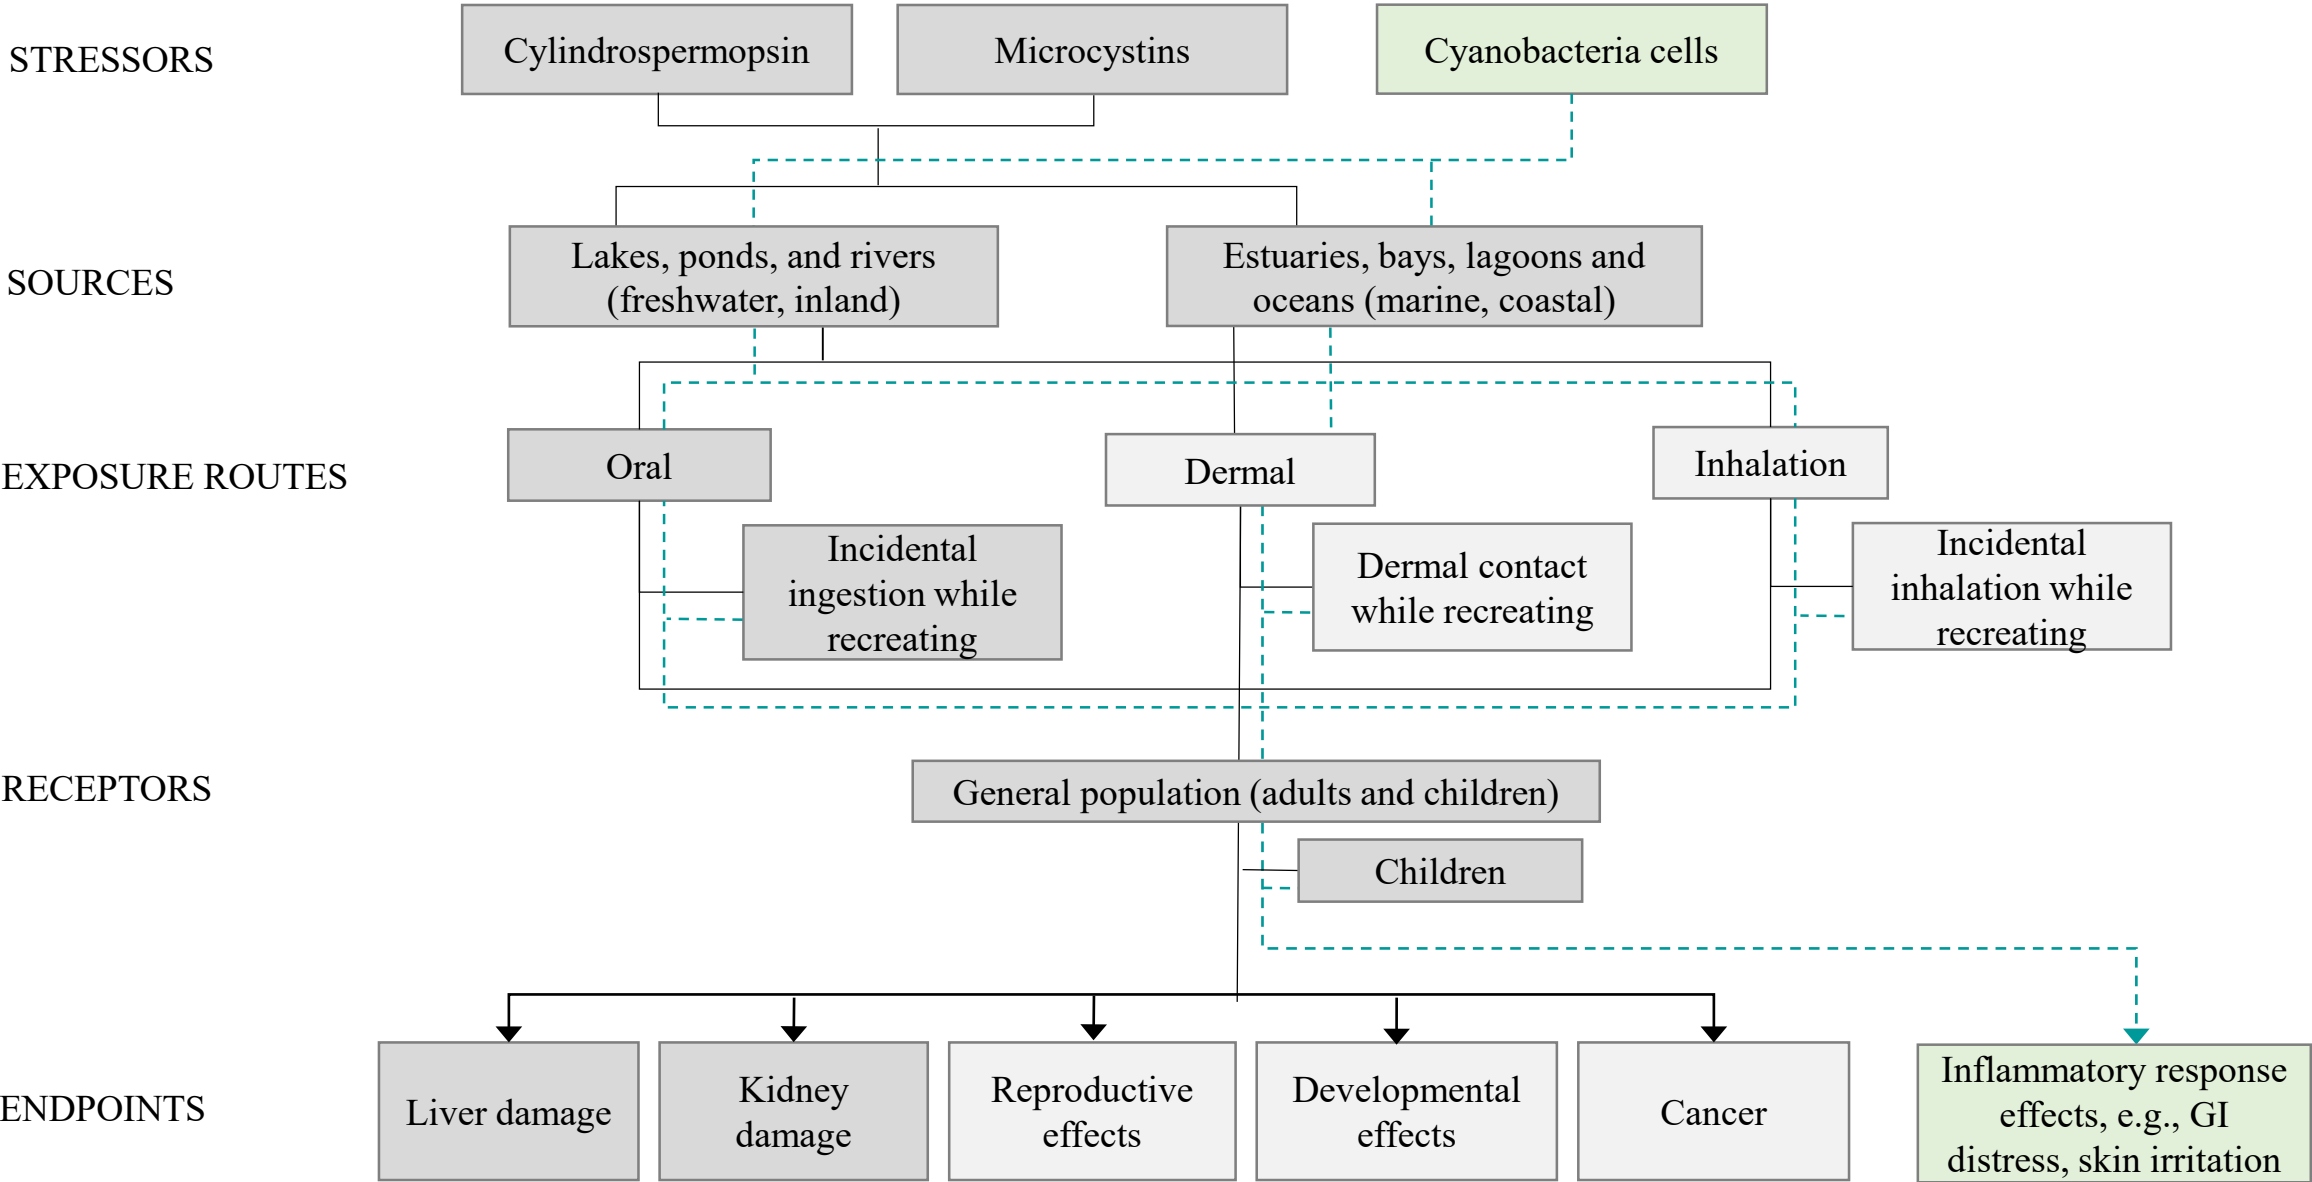 STRESSORS
Cylindrospermopsin
Microcystins
Cyanobacteria cells
SOURCES
Lakes, ponds, and rivers
(freshwater, inland)
Estuaries, bays, lagoons and
oceans (marine, coastal)
EXPOSURE ROUTES
Oral
Dermal
Inhalation
Incidental
ingestion while
recreating
Dermal contact
while recreating
Incidental
inhalation while
recreating
RECEPTORS
General population (adults and children)
Children
ENDPOINTS
Liver damage
Kidney
damage
Reproductive
effects
Developmental
effects
Cancer
Inflammatory response
effects, e.g., GI
distress, skin irritation